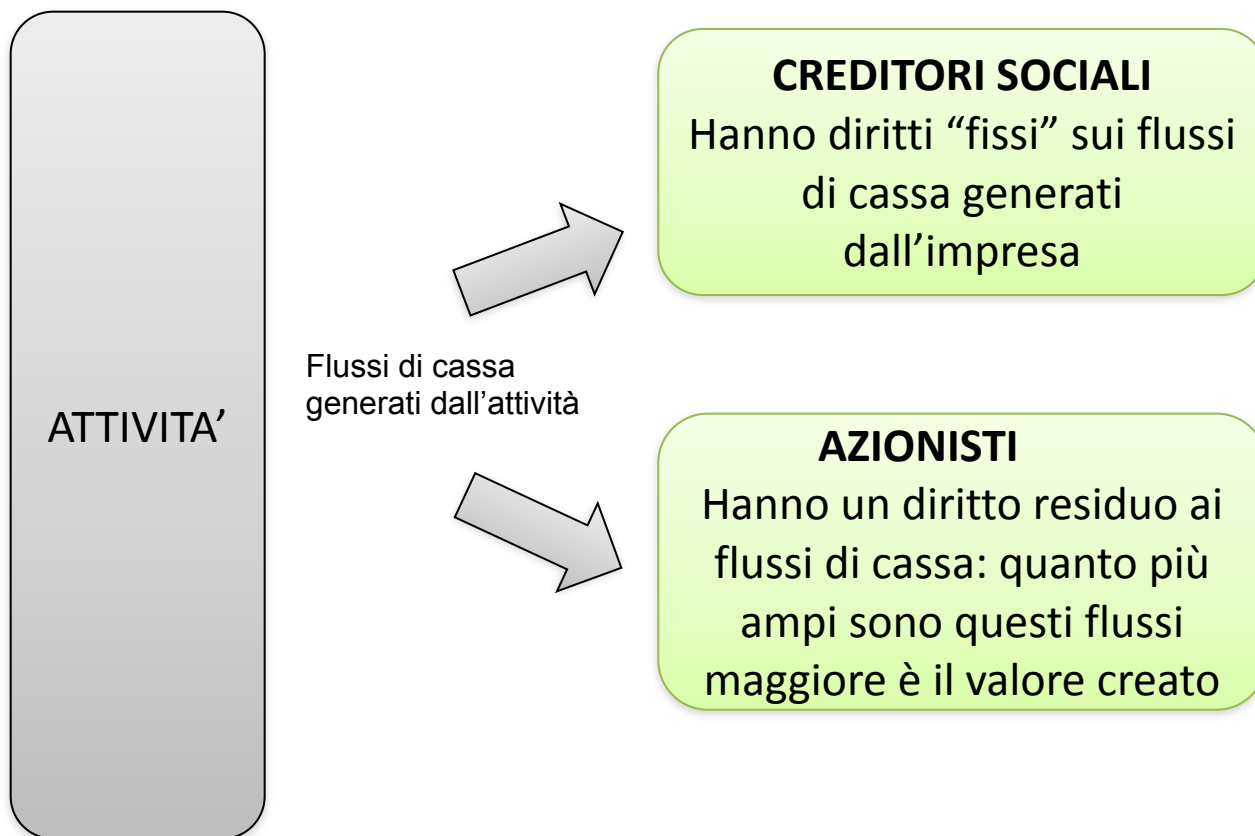 ATTIVITA’
Flussi di cassa
generati dall’attività
CREDITORI SOCIALI
Hanno diritti “fissi” sui flussi
di cassa generati
dall’impresa
AZIONISTI
Hanno un diritto residuo ai
flussi di cassa: quanto più
ampi sono questi flussi
maggiore è il valore creato